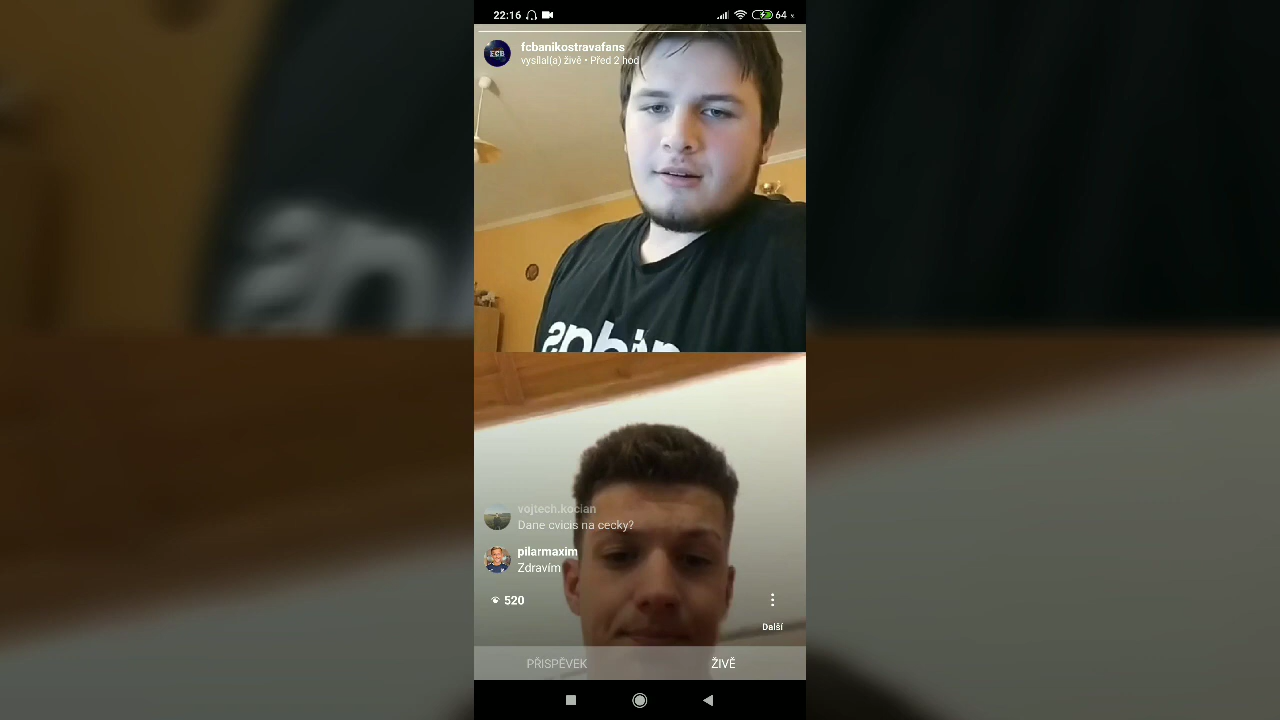 22:16
64
fcbanikostravafans
vysílal(a) živě • Před 2 hod
FCB
vojtech.kocian
Dane cvicis na cecky?
pilarmaxim
Zdravím
520
Další
PŘÍSPĚVEK
ŽIVĚ